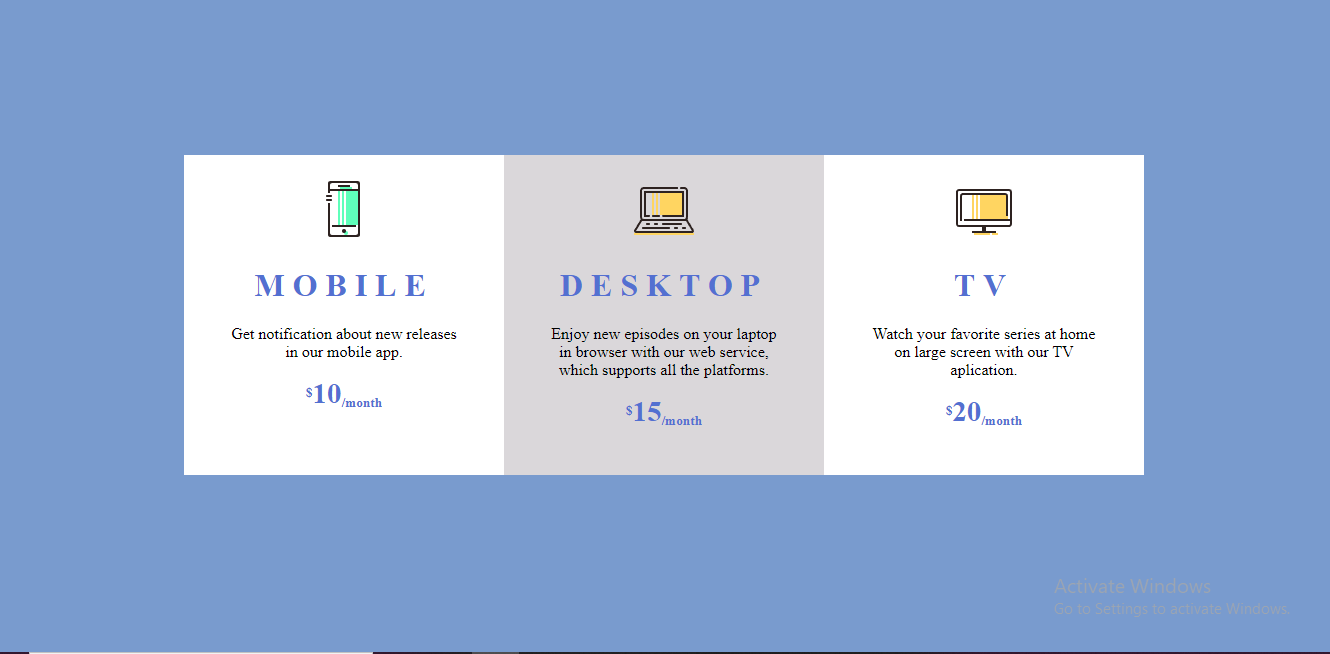 MOBILE
Get notification about new releases
in our mobile app.
$10/month
DESKTOP
Enjoy new episodes on your laptop
in browser with our web service,
which supports all the platforms.
$15/month
TV
Watch your favorite series at home
on large screen with our TV
aplication.
$20/month
Activate Windows
Go to Settings to activate Windows.